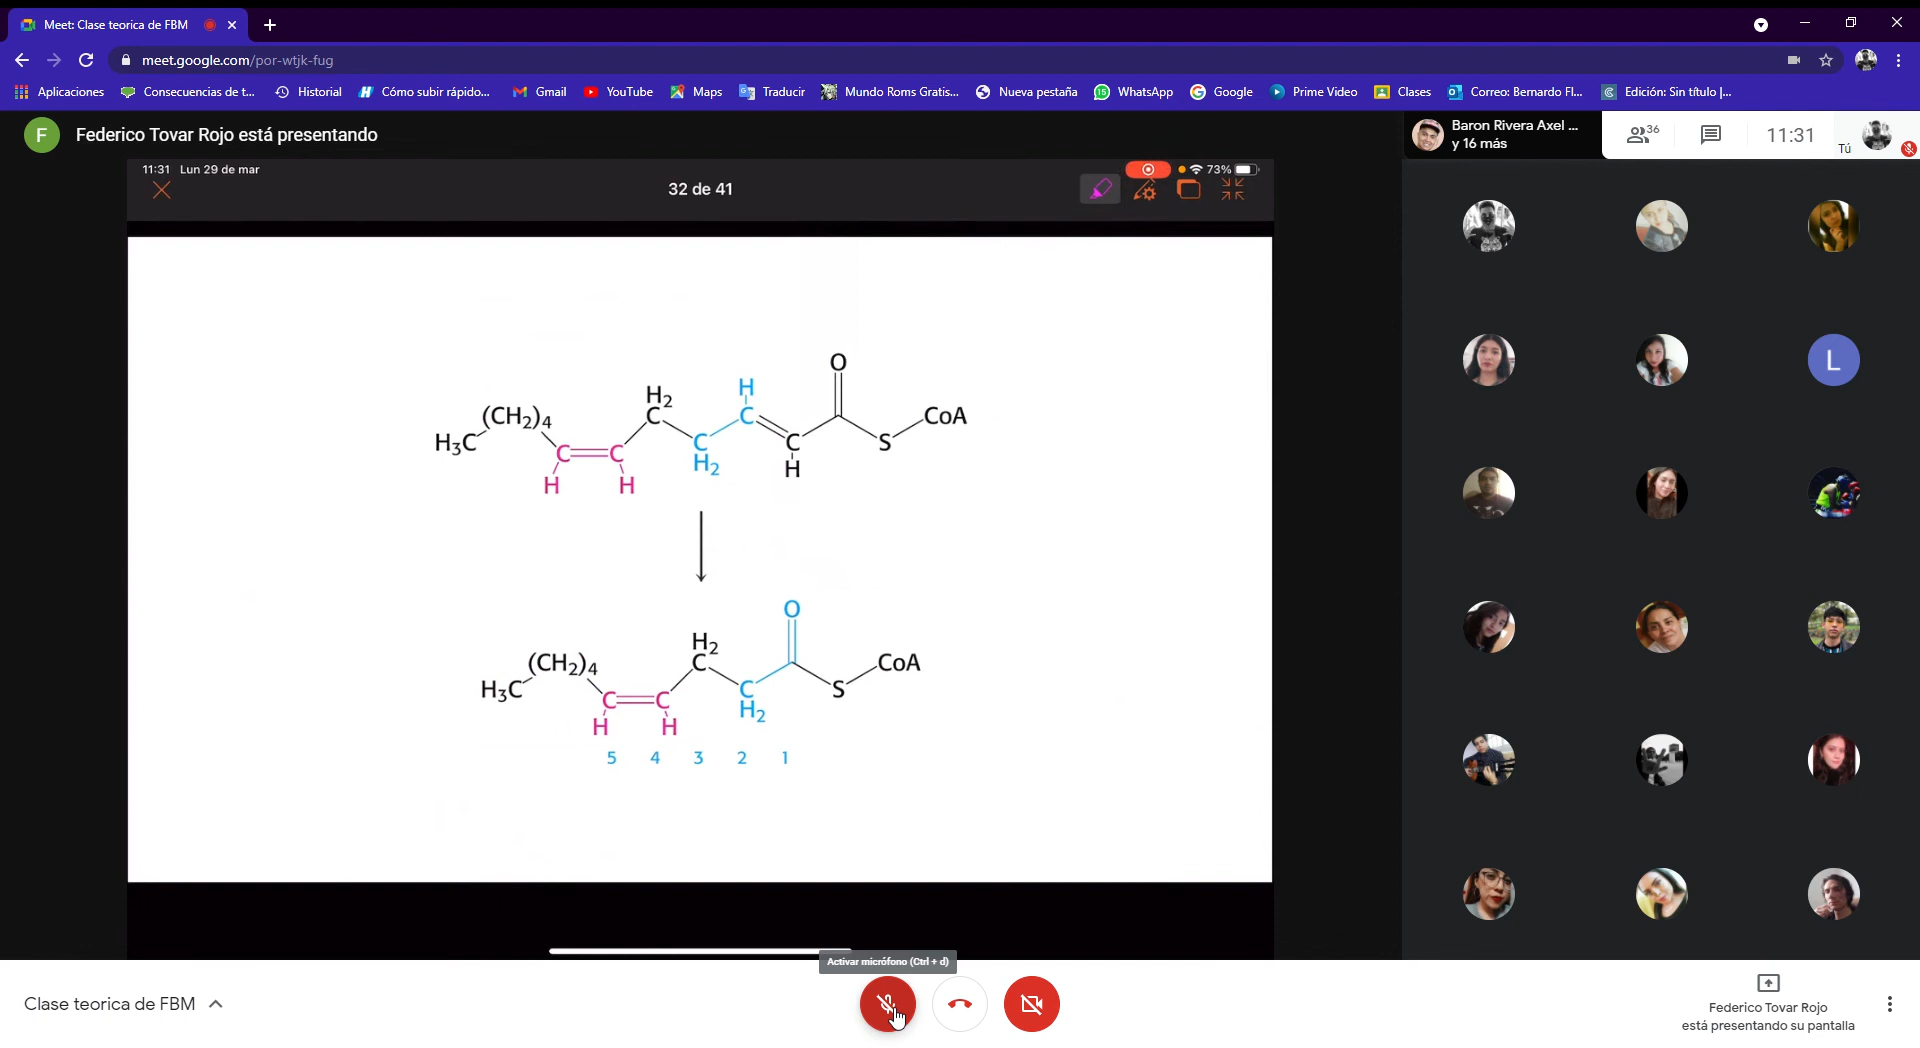 Meet: Clase teorica de FBM
meet.google.com/por-wtjk-fug
Aplicaciones Consecuencias de t... Historial Cómo subir rápido... Gmail YouTube Maps Traducir Mundo Roms Gratis... Nueva pestaña WhatsApp Google Prime Video Clases Correo: Bernardo Fl... Edición: Sin título |...
F Federico Tovar Rojo está presentando
Baron Rivera Axel ...
y 16 más
36
11:31
Tú
11:31 Lun 29 de mar
73%
32 de 41
O
H
H2
(CH2)4 C C CoA
H3C C C C C S
H2 H
H H
O
H2
(CH2)4 C CoA
H3C C C C S
H2
H H
5 4 3 2 1
L
Activar micrófono (Ctrl + d)
Clase teorica de FBM
Federico Tovar Rojo
está presentando su pantalla